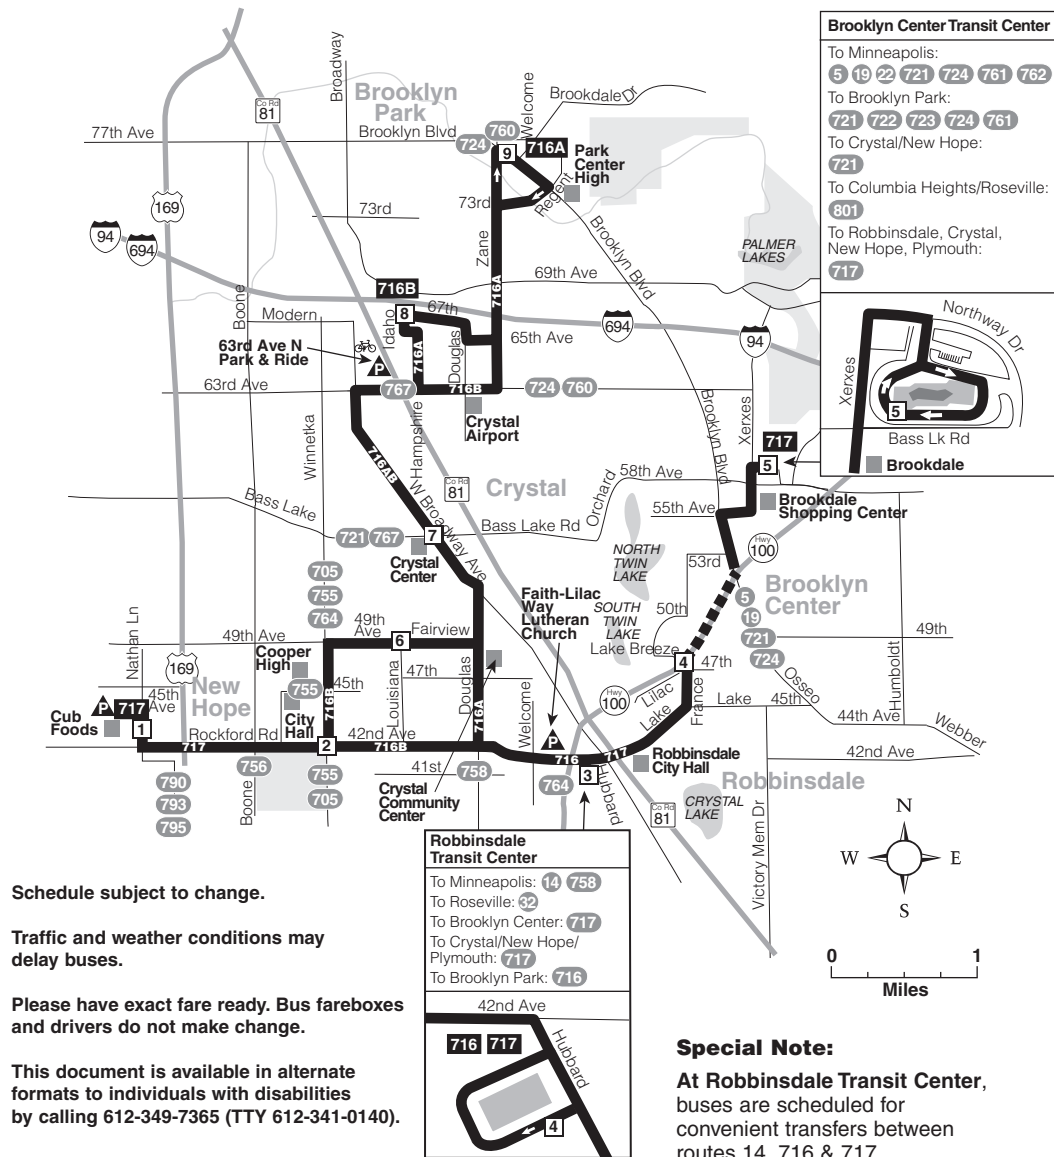 Brooklyn Center Transit Center
To Minneapolis:
5 19 22 721 724 761 762
To Brooklyn Park:
721 722 723 724 761
To Crystal/New Hope:
721
To Columbia Heights/Roseville:
801
To Robbinsdale, Crystal,
New Hope, Plymouth:
717
Northway Dr
Xerxes
5
Bass Lk Rd
Brookdale
Broadway
Co Rd
81
Brooklyn
Park
Welcome
Brookdale Dr
77th Ave
Brooklyn Blvd
760
724
9
716A
Park
Center
High
169
73rd
73rd
Regent
94
694
Zane
Brooklyn Blvd
PALMER
LAKES
716B
69th Ave
716A
Boone
Modern
Idaho
8
67th
65th Ave
694
94
63rd Ave N
Park & Ride
P
716A
Douglas
63rd Ave
767
716B
724 760
Crystal
Airport
Winnetka
Hampshire
Brooklyn Blvd
Xerxes
717
5
716AB
Co Rd
81
Crystal
Orchard
58th Ave
Brookdale
Shopping Center
Bass Lake
W Broadway Ave
55th Ave
721 767
7
Bass Lake Rd
Crystal
Center
Hwy
100
NORTH
TWIN
LAKE
53rd
705
755
764
Faith-Lilac
Way
Lutheran
Church
Brooklyn
Center
5
19
721
724
50th
SOUTH
TWIN
LAKE
Lake Breeze
49th Ave
49th
Ave
6
Fairview
49th
Nathan Ln
Cooper
High
169
755
45th
Louisiana
47th
Douglas
4
47th
Osseo
Humboldt
New
Hope
45th
Ave
P
717
Cub
Foods
1
City
Hall
716B
716A
Welcome
Hwy
100
Lilac
Lake
France
Lake
45th
44th Ave
Webber
717
Rockford Rd
2
42nd Ave
716B
P
716
717
Robbinsdale
City Hall
42nd Ave
756
755
705
790
793
795
Boone
41st
758
764
3
Hubbard
Robbinsdale
Crystal
Community
Center
Co Rd
81
CRYSTAL
LAKE
Victory Mem Dr
N
W
E
S
0
1
Miles
Robbinsdale
Transit Center
To Minneapolis: 14 758
To Roseville: 32
To Brooklyn Center: 717
To Crystal/New Hope/
Plymouth: 717
To Brooklyn Park: 716
42nd Ave
716 717
Hubbard
4
Schedule subject to change.
Traffic and weather conditions may
delay buses.
Please have exact fare ready. Bus fareboxes
and drivers do not make change.
This document is available in alternate
formats to individuals with disabilities
by calling 612-349-7365 (TTY 612-341-0140).
Special Note:
At Robbinsdale Transit Center,
buses are scheduled for
convenient transfers between
routes 14, 716 & 717